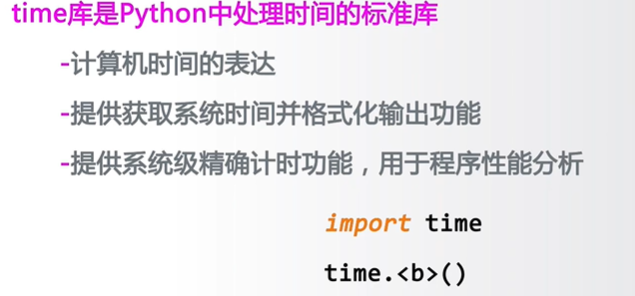 time库是Python中处理时间的标准库
-计算机时间的表达
-提供获取系统时间并格式化输出功能
-提供系统级精确计时功能，用于程序性能分析
import time
time.<b>()